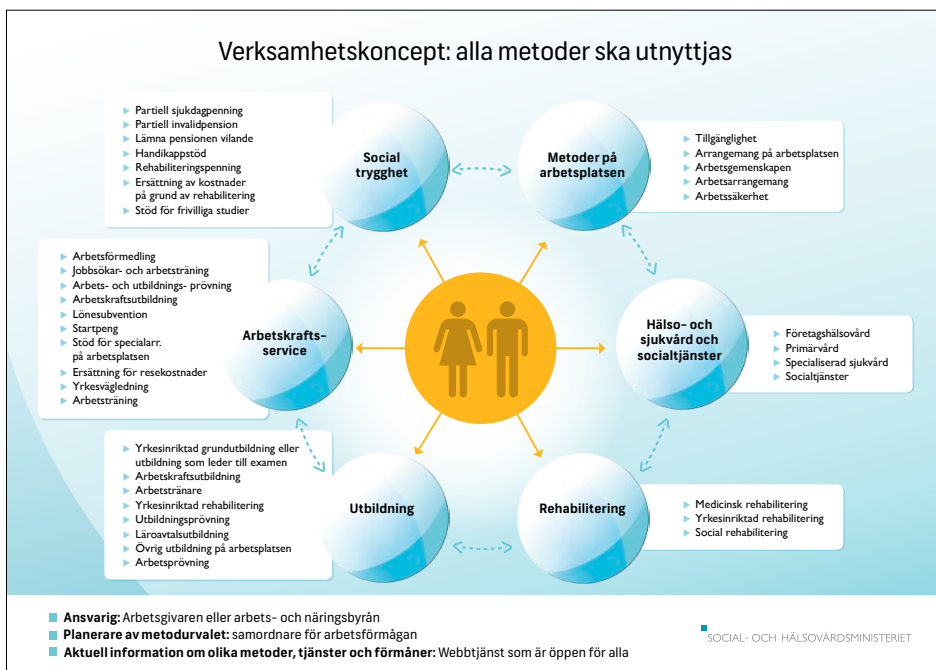 Verksamhetskoncept: alla metoder ska utnyttjas
Partiell sjukdagpenning
Partiell invalidpension
Lämna pensionen vilande
Handikappstöd
Rehabiliteringspenning
Ersättning av kostnader
på grund av rehabilitering
Stöd för frivilliga studier
Social
trygghet
Metoder på
arbetsplatsen
Tillgänglighet
Arrangemang på arbetsplatsen
Arbetsgemenskapen
Arbetsarrangemang
Arbetssäkerhet
Arbetsförmedling
Jobbsökar- och arbetsträning
Arbets- och utbildnings- prövning
Arbetskraftsutbildning
Lönesubvention
Startpeng
Stöd för specialarr.
på arbetsplatsen
Ersättning för resekostnader
Yrkesvägledning
Arbetsträning
Arbetskrafts-
service
Hälso- och
sjukvård och
socialtjänster
Företagshälsovård
Primärvård
Specialiserad sjukvård
Socialtjänster
Yrkesinriktad grundutbildning eller
utbildning som leder till examen
Arbetskraftsutbildning
Arbetstränare
Yrkesinriktad rehabilitering
Utbildningsprövning
Läroavtalsutbildning
Övrig utbildning på arbetsplatsen
Arbetsprövning
Utbildning
Rehabilitering
Medicinsk rehabilitering
Yrkesinriktad rehabilitering
Social rehabilitering
Ansvarig: Arbetsgivaren eller arbets- och näringsbyrån
Planerare av metodurvalet: samordnare för arbetsförmågan
Aktuell information om olika metoder, tjänster och förmåner: Webbtjänst som är öppen för alla
SOCIAL- OCH HÄLSOVÅRDSMINISTERIET